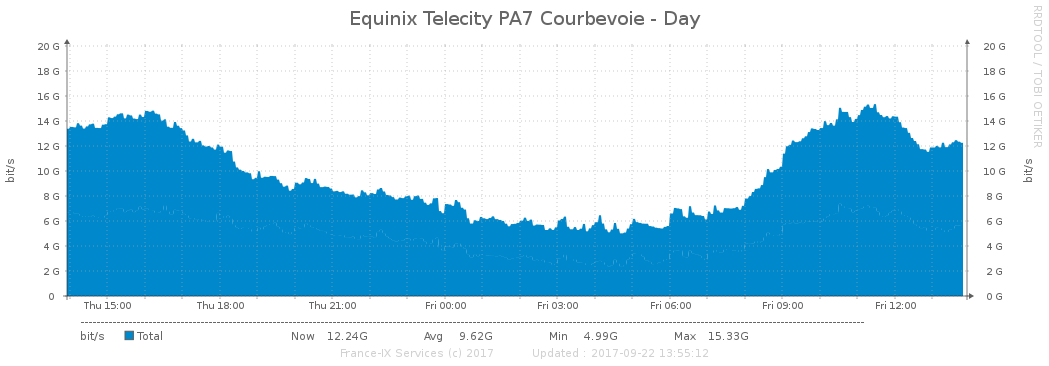 Equinix Telecity PA7 Courbevoie - Day
RRDTOOL / TOBI OETIKER
20 G 20 G
18 G 18 G
16 G 16 G
14 G 14 G
12 G 12 G
10 G 10 G
8 G 8 G
6 G 6 G
4 G 4 G
2 G 2 G
0 0 G
bit/s bit/s
Thu 15:00 Thu 18:00 Thu 21:00 Fri 00:00 Fri 03:00 Fri 06:00 Fri 09:00 Fri 12:00
bit/s Total Now 12.24G Avg 9.62G Min 4.99G Max 15.33G
France-IX Services (c) 2017 Updated : 2017-09-22 13:55:12